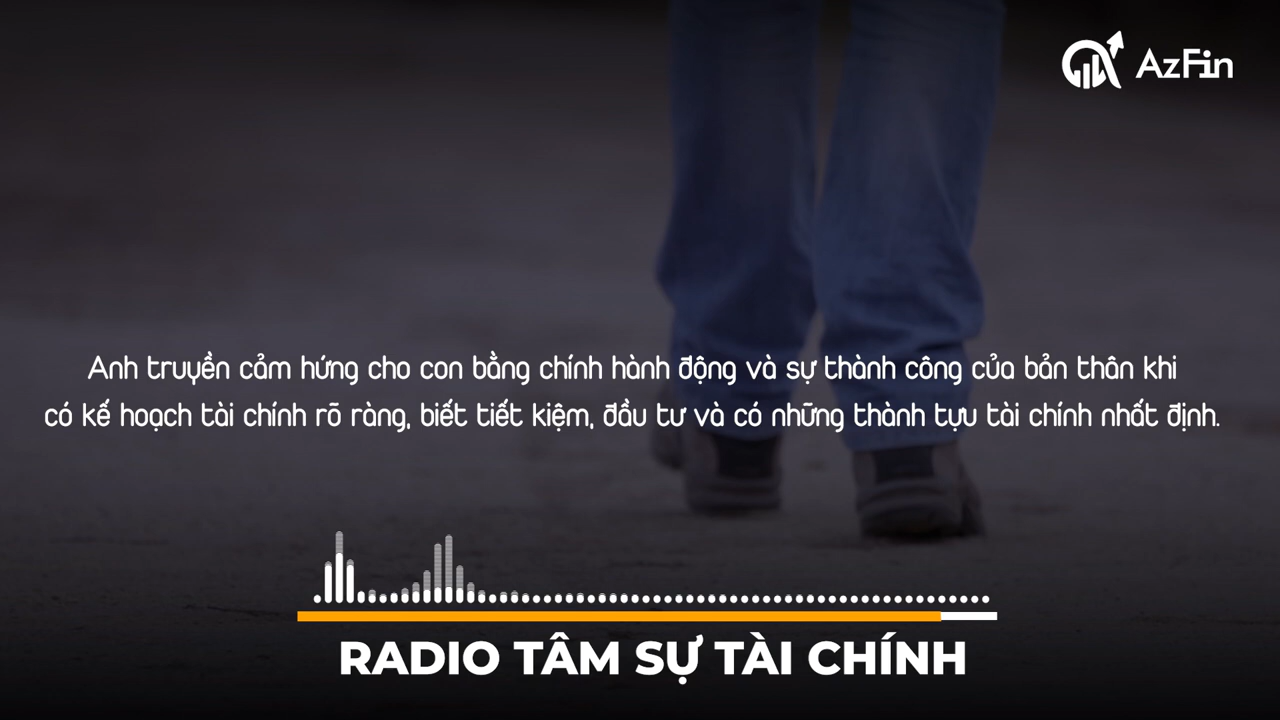 AzFin
Anh truyền cảm hứng cho con bằng chính hành động và sự thành công của bản thân khi
có kế hoạch tài chính rõ ràng, biết tiết kiệm, đầu tư và có những thành tựu tài chính nhất định.
RADIO TÂM SỰ TÀI CHÍNH